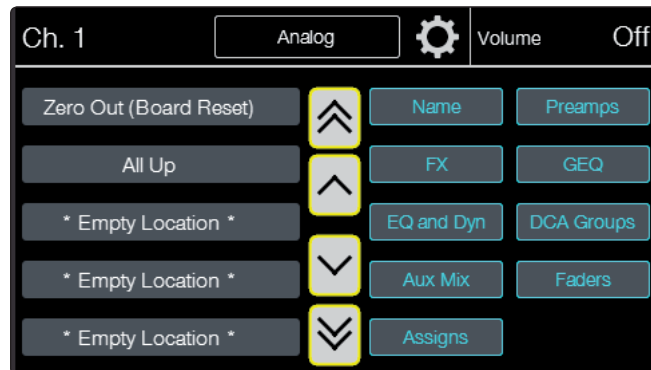 Ch. 1 Analog Volume Off
Zero Out (Board Reset) Name Preamps
All Up FX GEQ
* Empty Location * EQ and Dyn DCA Groups
* Empty Location * Aux Mix Faders
* Empty Location * Assigns